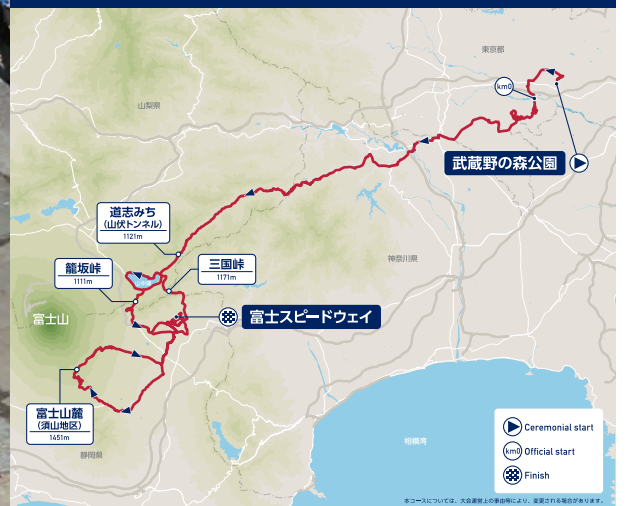 東京都
km0
山梨県
武蔵野の森公園
道志みち
(山伏トンネル)
1121m
籠坂峠
1111m
三国峠
1171m
神奈川県
富士山
富士スピードウェイ
富士山麓
(須山地区)
1451m
静岡県
相模湾
Ceremonial start
km0 Official start
Finish
本コースについては、大会運営上の事由等により、変更される場合があります。